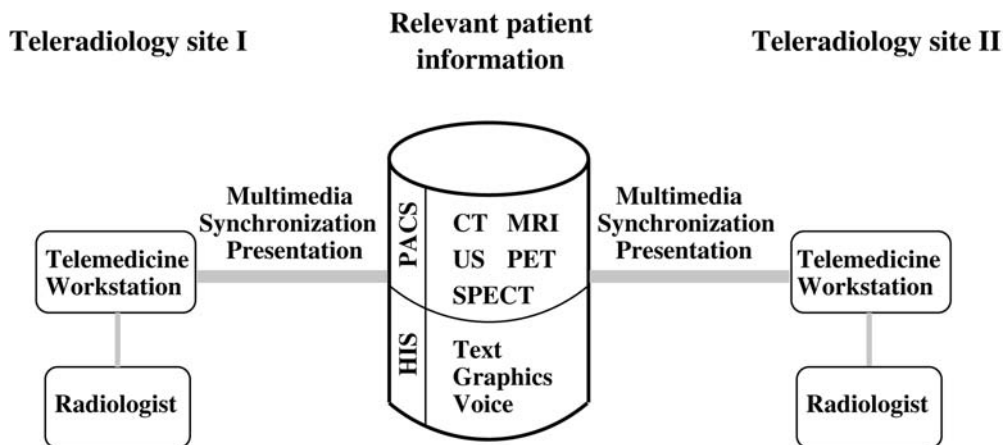 Teleradiology site I
Relevant patient
information
Teleradiology site II
Multimedia
Synchronization
Presentation
Telemedicine
Workstation
Radiologist
PACS
CT MRI
US PET
SPECT
HIS
Text
Graphics
Voice
Multimedia
Synchronization
Presentation
Telemedicine
Workstation
Radiologist